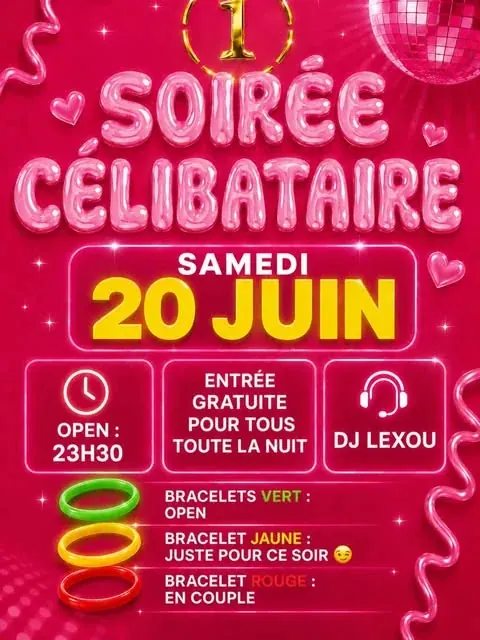 1
SOIRÉE
CÉLIBATAIRE
SAMEDI
20 JUIN
OPEN :
23H30
ENTRÉE
GRATUITE
POUR TOUS
TOUTE LA NUIT
DJ LEXOU
BRACELETS VERT :
OPEN
BRACELET JAUNE :
JUSTE POUR CE SOIR 😉
BRACELET ROUGE :
EN COUPLE